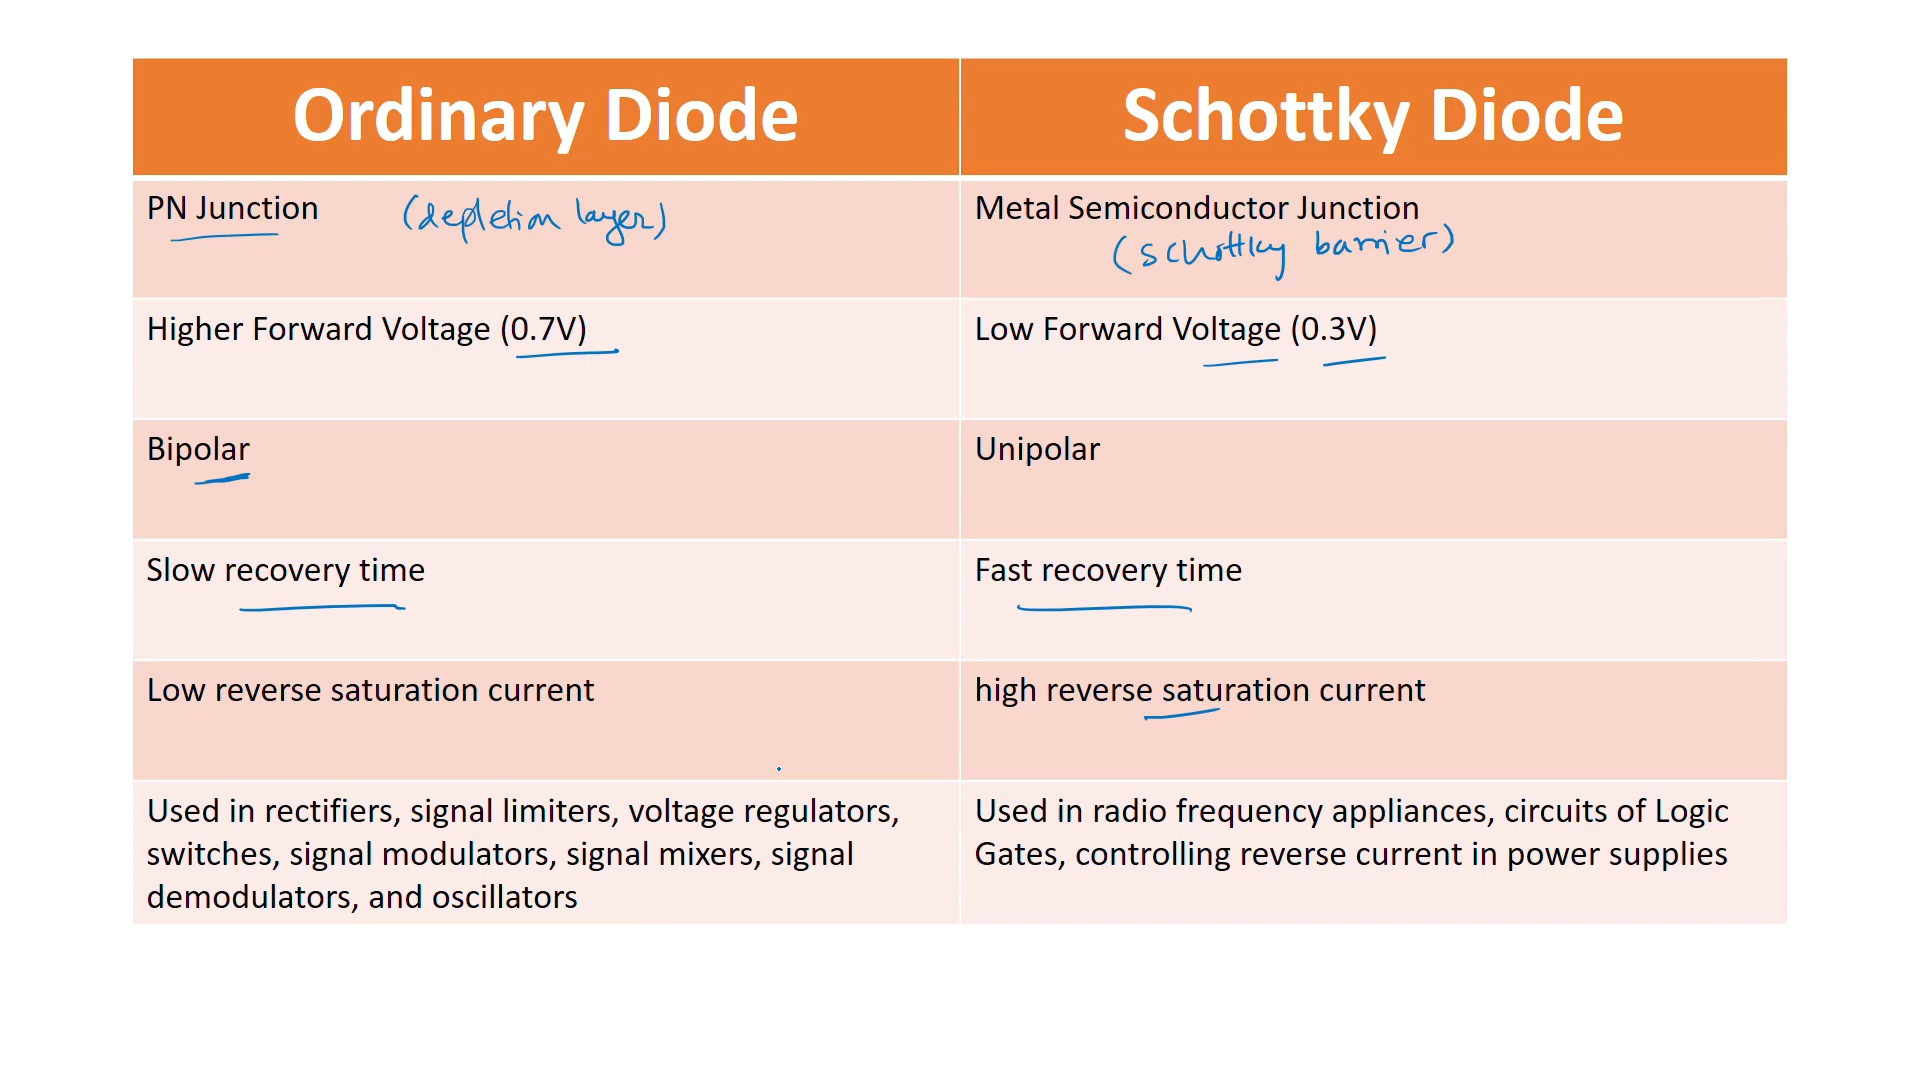 Ordinary Diode
Schottky Diode
PN Junction (depletion layer)
Metal Semiconductor Junction
(schottky barrier)
Higher Forward Voltage (0.7V)
Low Forward Voltage (0.3V)
Bipolar
Unipolar
Slow recovery time
Fast recovery time
Low reverse saturation current
high reverse saturation current
Used in rectifiers, signal limiters, voltage regulators,
switches, signal modulators, signal mixers, signal
demodulators, and oscillators
Used in radio frequency appliances, circuits of Logic
Gates, controlling reverse current in power supplies